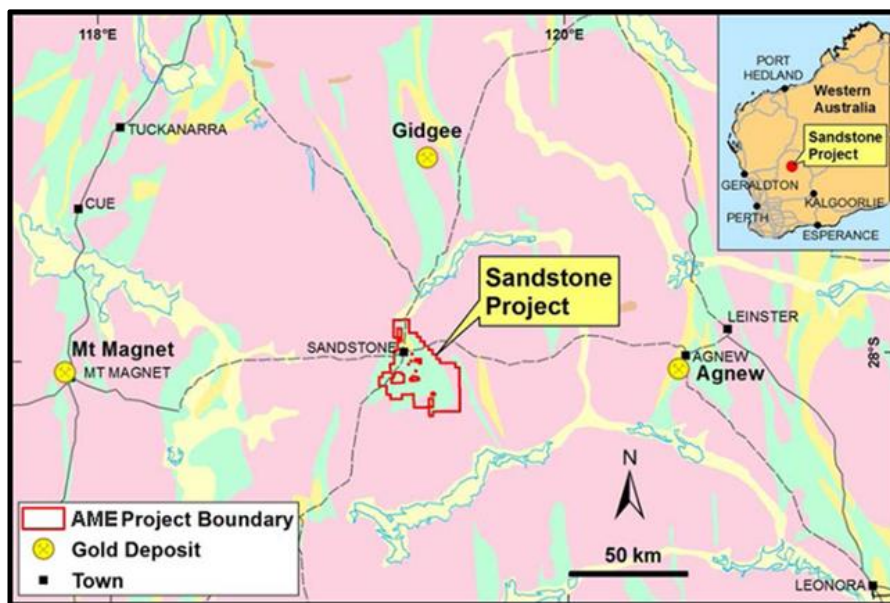 118°E
120°E
TUCKANARRA
Gidgee
CUE
Sandstone
Project
SANDSTONE
LEINSTER
Mt Magnet
MT MAGNET
AGNEW
Agnew
28°S
N
50 km
LEONORA
PORT
HEDLAND
Western
Australia
Sandstone
Project
GERALDTON
KALGOORLIE
PERTH
ESPERANCE
AME Project Boundary
Gold Deposit
Town